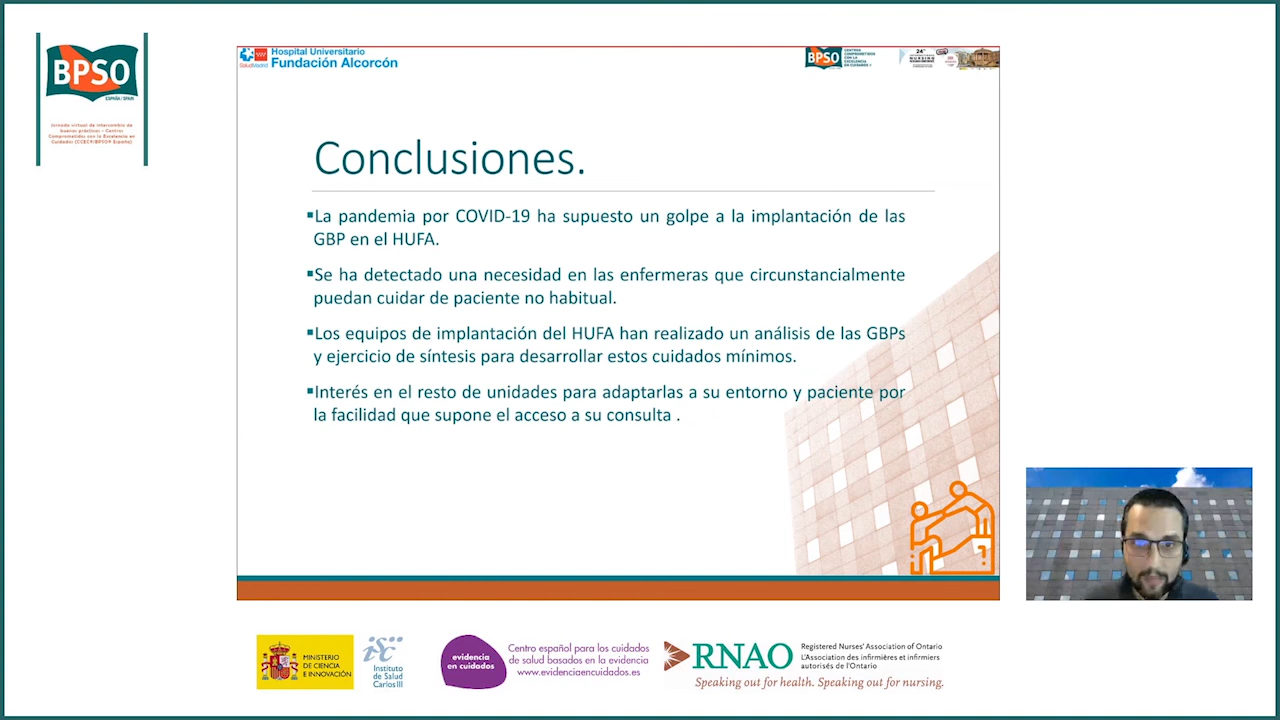 BPSO
ESPAÑA / SPAIN
Jornada virtual de intercambio de
buenas prácticas - Centros
Comprometidos con la Excelencia en
Cuidados (CCEC®/BPSO® España)
SaludMadrid
Hospital Universitario
Fundación Alcorcón
BPSO
CENTROS
COMPROMETIDOS
CON LA
EXCELENCIA
EN CUIDADOS
24
Conclusiones.
▪La pandemia por COVID-19 ha supuesto un golpe a la implantación de las
GBP en el HUFA.
▪Se ha detectado una necesidad en las enfermeras que circunstancialmente
puedan cuidar de paciente no habitual.
▪Los equipos de implantación del HUFA han realizado un análisis de las GBPs
y ejercicio de síntesis para desarrollar estos cuidados mínimos.
▪Interés en el resto de unidades para adaptarlas a su entorno y paciente por
la facilidad que supone el acceso a su consulta .
MINISTERIO
DE CIENCIA
E INNOVACIÓN
isciii
Instituto
de Salud
Carlos III
evidencia
en cuidados
Centro español para los cuidados
de salud basados en la evidencia
www.evidenciaencuidados.es
RNAO
Registered Nurses' Association of Ontario
L'Association des infirmières et infirmiers
autorisés de l'Ontario
Speaking out for health. Speaking out for nursing.